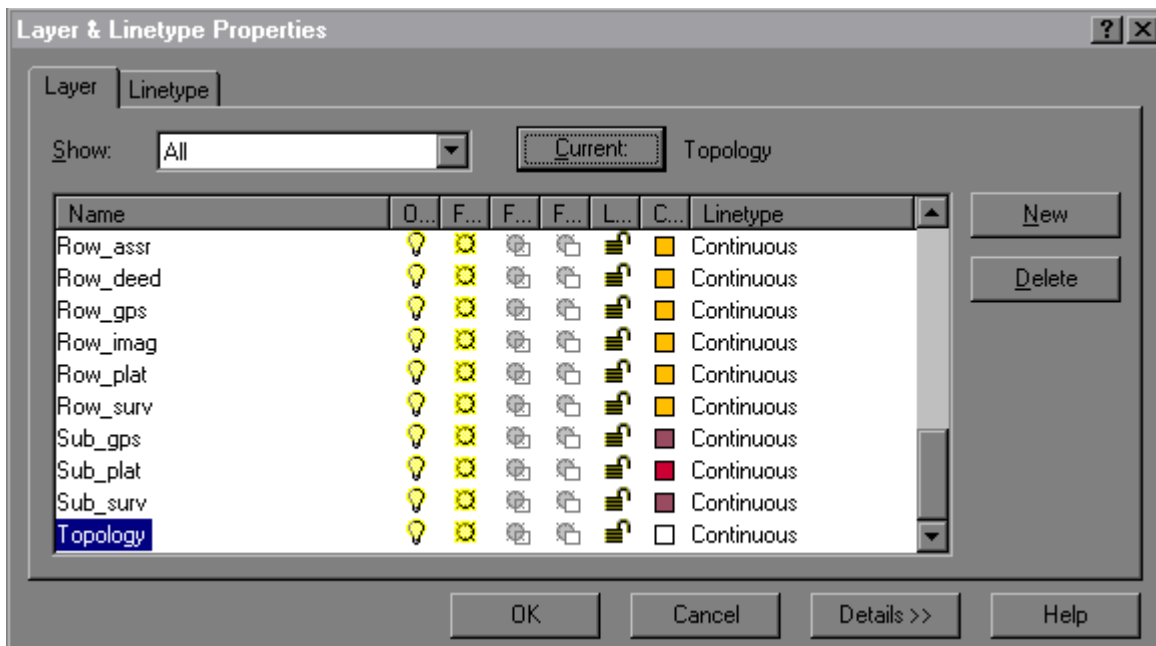 Layer & Linetype Properties
Layer Linetype
Show: All Current: Topology
Name O... F... F... F... L... C... Linetype
Row_assr Continuous
Row_deed Continuous
Row_gps Continuous
Row_imag Continuous
Row_plat Continuous
Row_surv Continuous
Sub_gps Continuous
Sub_plat Continuous
Sub_surv Continuous
Topology Continuous
New
Delete
OK Cancel Details >> Help